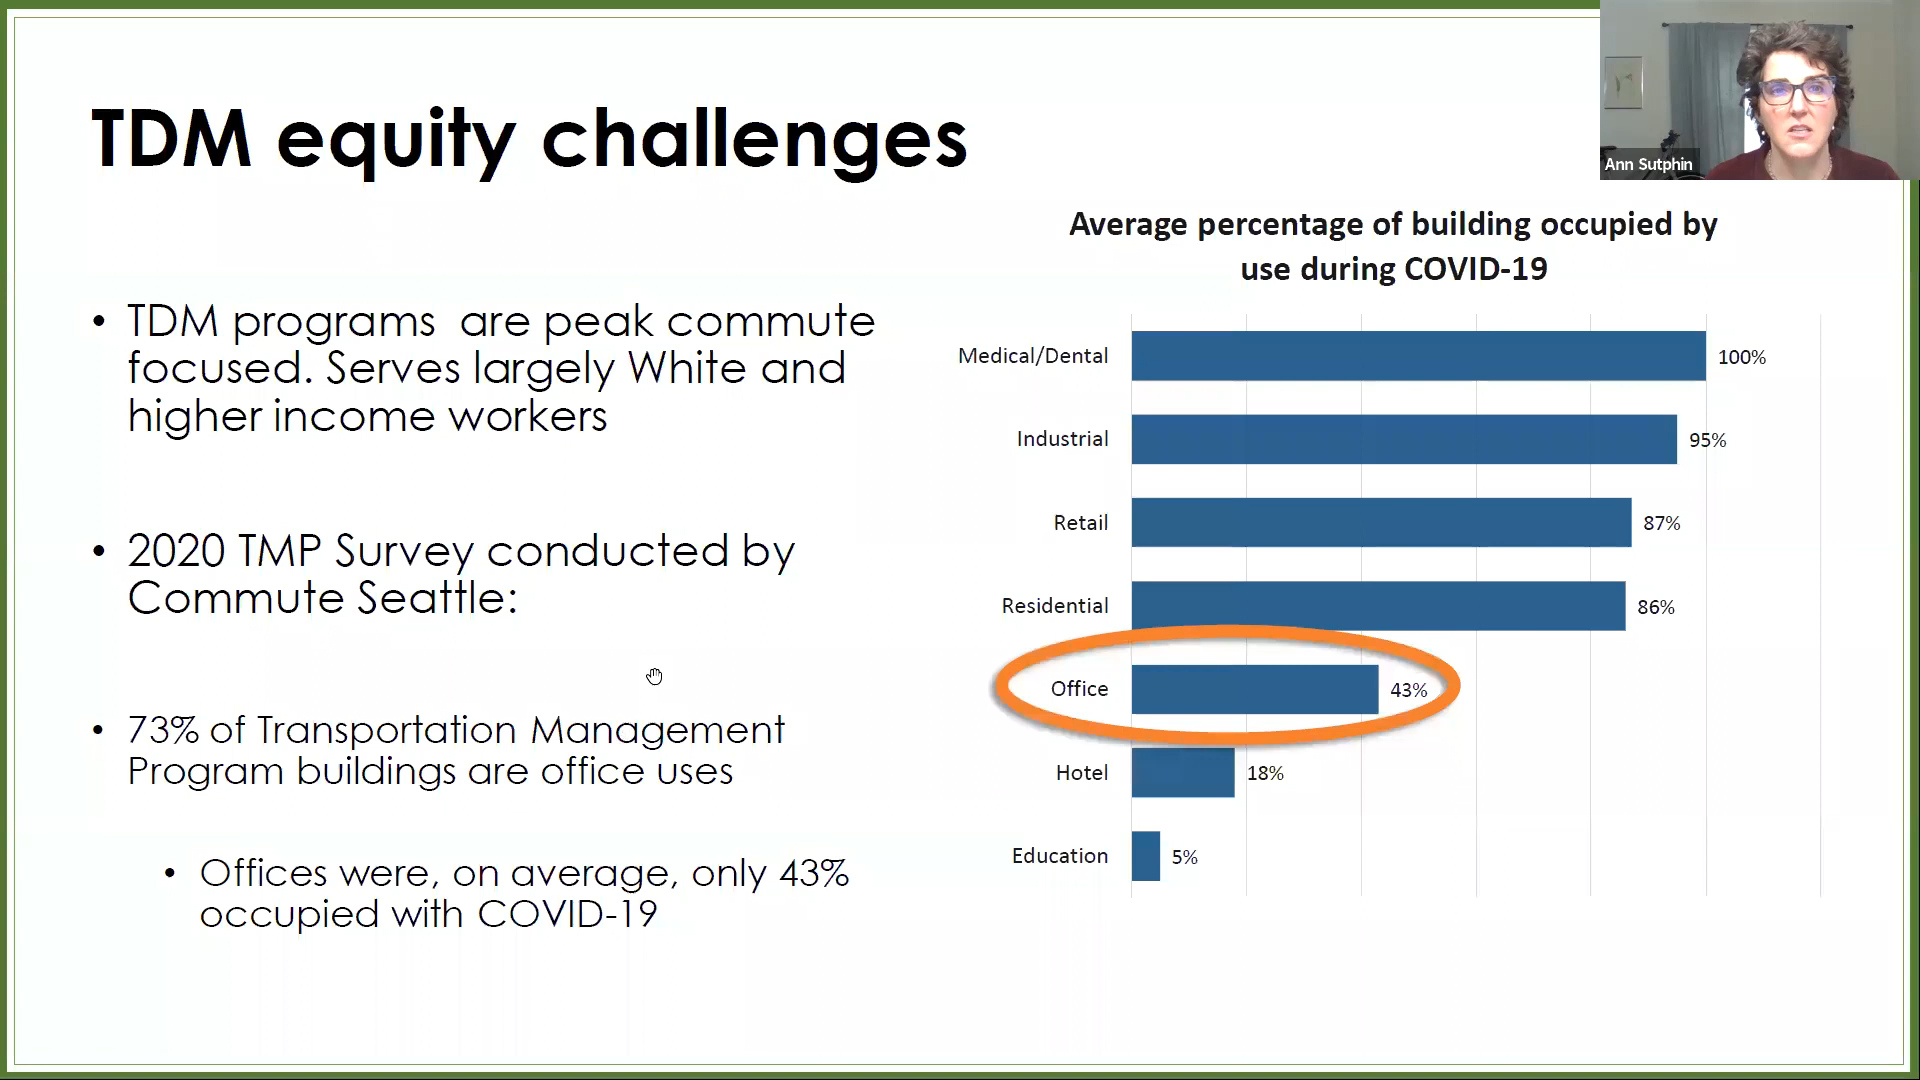 TDM equity challenges
Ann Sutphin
• TDM programs  are peak commute
focused. Serves largely White and
higher income workers
• 2020 TMP Survey conducted by
Commute Seattle:
• 73% of Transportation Management
Program buildings are office uses
• Offices were, on average, only 43%
occupied with COVID-19
Average percentage of building occupied by
use during COVID-19
Medical/Dental 100%
Industrial 95%
Retail 87%
Residential 86%
Office 43%
Hotel 18%
Education 5%